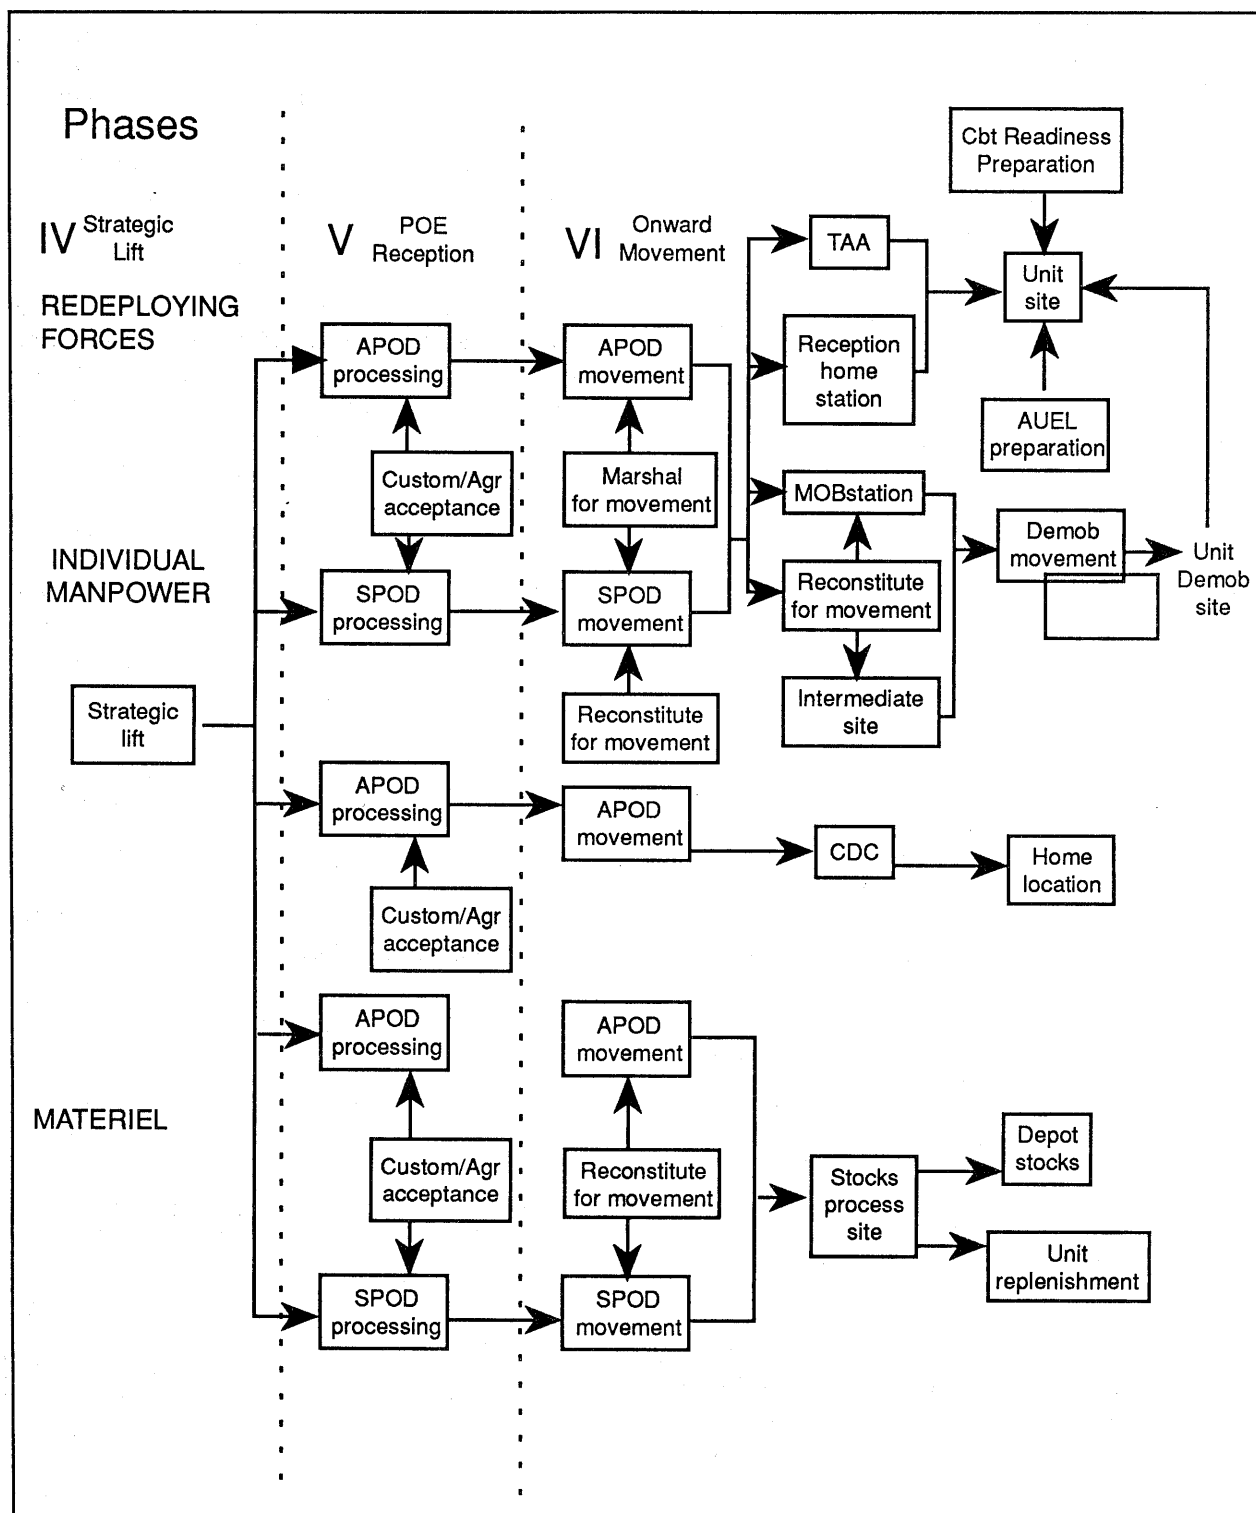 Phases
IV Strategic
Lift
V POE
Reception
VI Onward
Movement
REDEPLOYING
FORCES
INDIVIDUAL
MANPOWER
MATERIEL
Strategic
lift
APOD
processing
Custom/Agr
acceptance
SPOD
processing
APOD
processing
Custom/Agr
acceptance
APOD
processing
Custom/Agr
acceptance
SPOD
processing
APOD
movement
Marshal
for movement
SPOD
movement
Reconstitute
for movement
APOD
movement
APOD
movement
Reconstitute
for movement
SPOD
movement
TAA
Reception
home
station
MOBstation
Reconstitute
for movement
Intermediate
site
CDC
Stocks
process
site
Cbt Readiness
Preparation
Unit
site
AUEL
preparation
Demob
movement
Unit
Demob
site
Home
location
Depot
stocks
Unit
replenishment